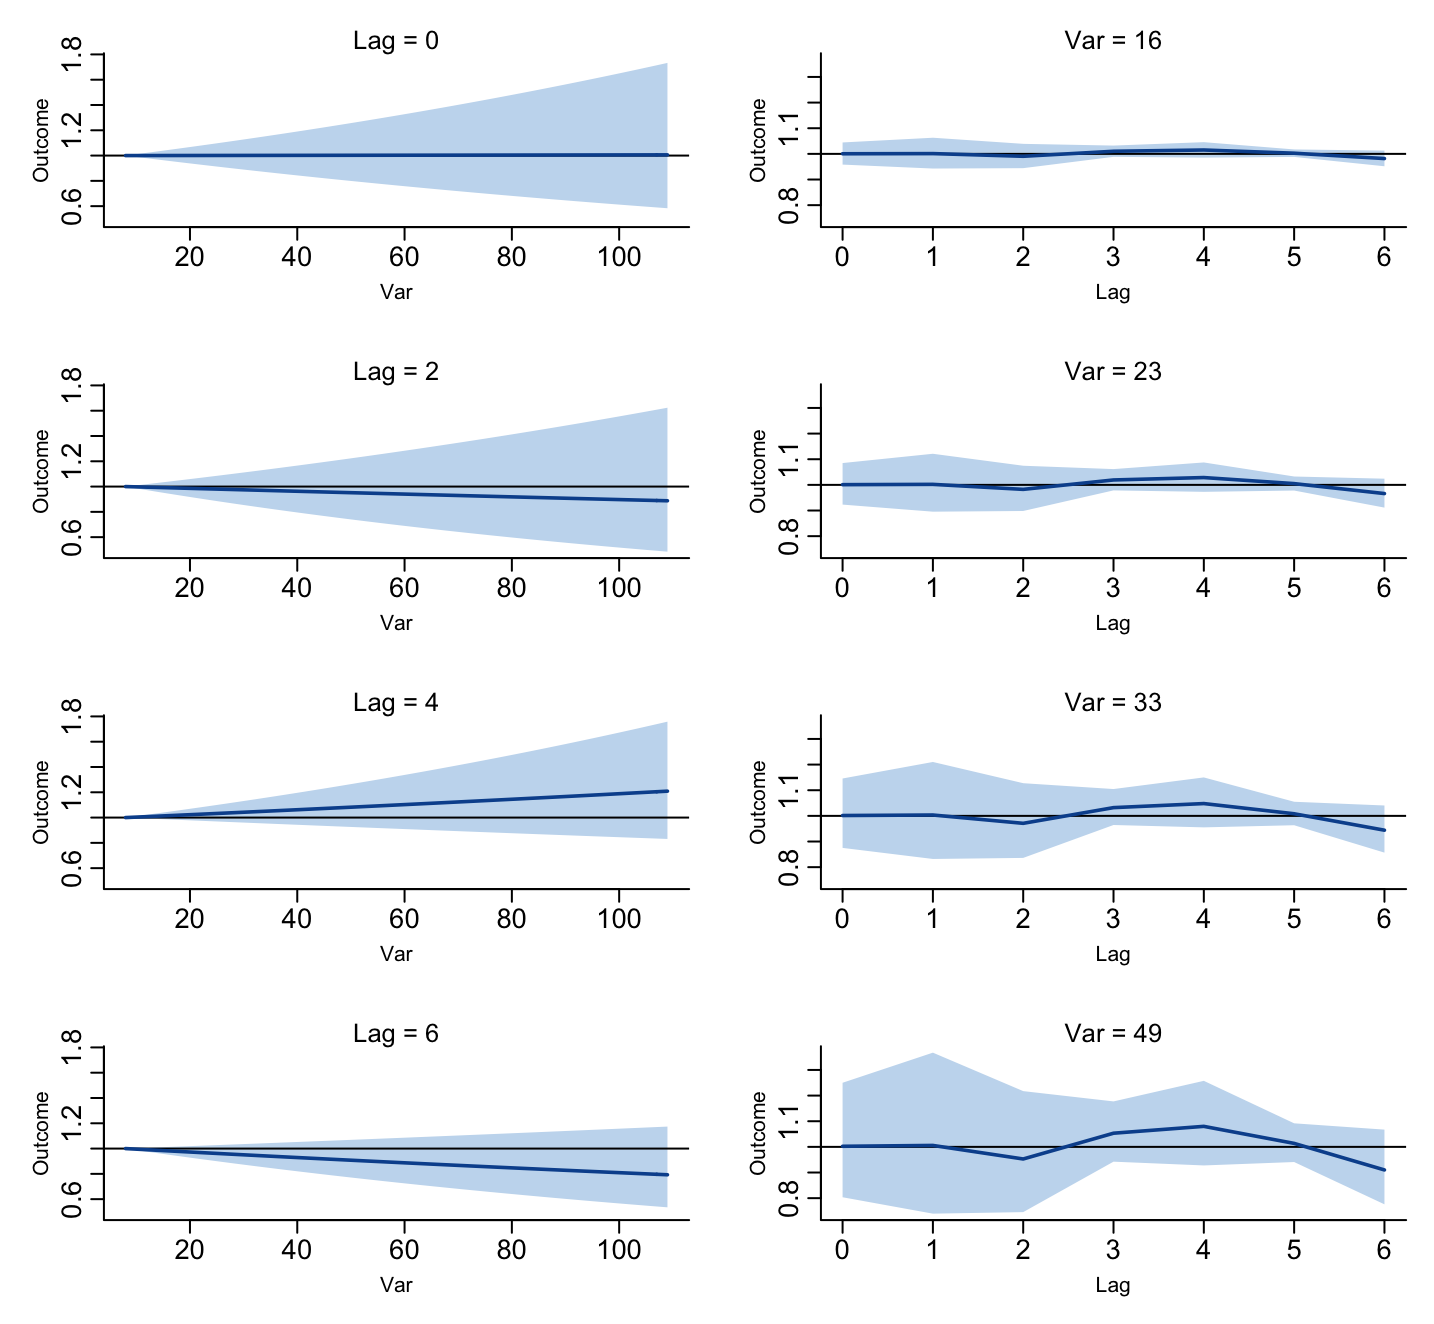 Lag = 0
Outcome
0.6 1.2 1.8
20 40 60 80 100
Var
Var = 16
Outcome
0.8 1.1
0 1 2 3 4 5 6
Lag
Lag = 2
Outcome
0.6 1.2 1.8
20 40 60 80 100
Var
Var = 23
Outcome
0.8 1.1
0 1 2 3 4 5 6
Lag
Lag = 4
Outcome
0.6 1.2 1.8
20 40 60 80 100
Var
Var = 33
Outcome
0.8 1.1
0 1 2 3 4 5 6
Lag
Lag = 6
Outcome
0.6 1.2 1.8
20 40 60 80 100
Var
Var = 49
Outcome
0.8 1.1
0 1 2 3 4 5 6
Lag